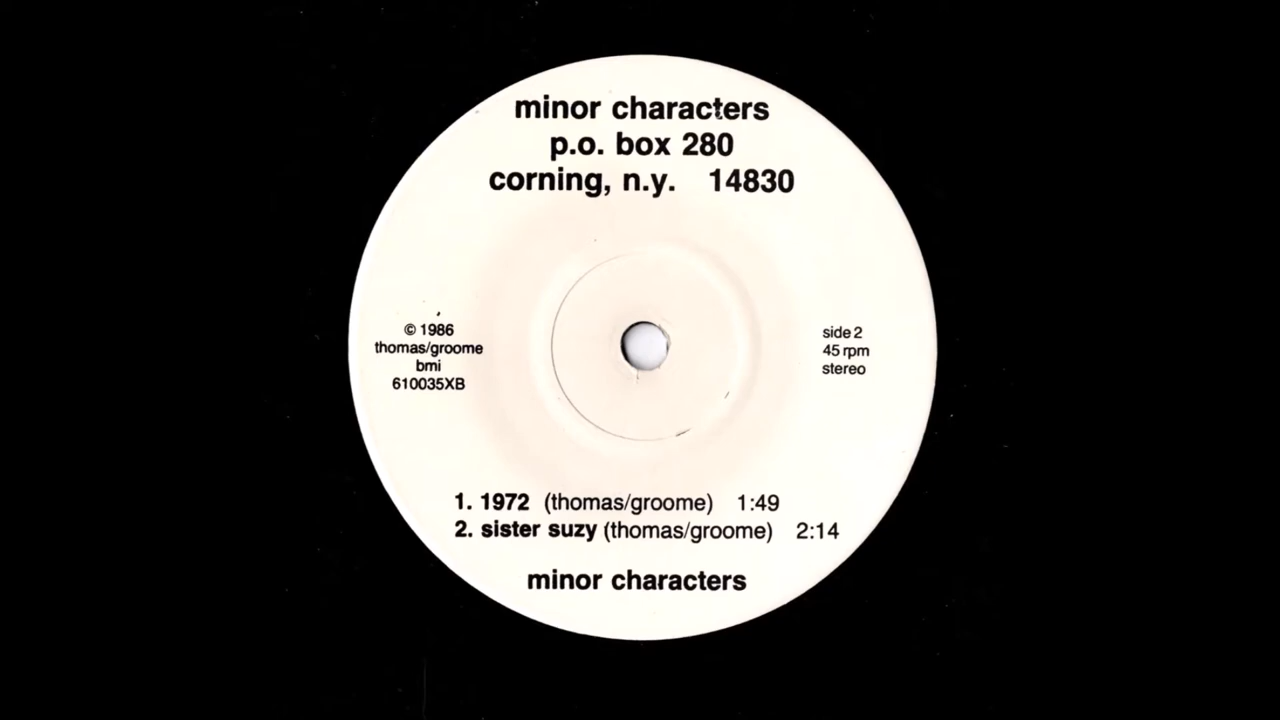 minor characters
p.o. box 280
corning, n.y. 14830
© 1986
thomas/groome
bmi
610035XB
side 2
45 rpm
stereo
1. 1972 (thomas/groome) 1:49
2. sister suzy (thomas/groome) 2:14
minor characters